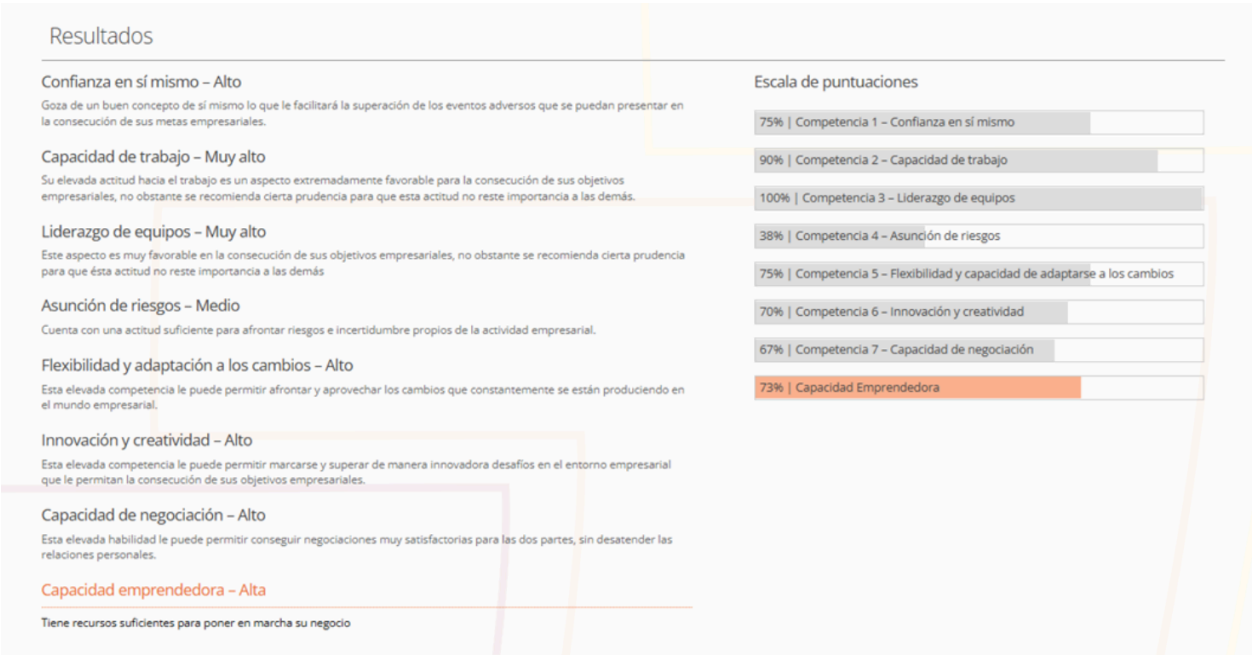 Resultados
Confianza en sí mismo – Alto
Goza de un buen concepto de sí mismo lo que le facilitará la superación de los eventos adversos que se puedan presentar en
la consecución de sus metas empresariales.
Capacidad de trabajo – Muy alto
Su elevada actitud hacia el trabajo es un aspecto extremadamente favorable para la consecución de sus objetivos
empresariales, no obstante se recomienda cierta prudencia para que esta actitud no reste importancia a las demás.
Liderazgo de equipos – Muy alto
Este aspecto es muy favorable en la consecución de sus objetivos empresariales, no obstante se recomienda cierta prudencia
para que ésta actitud no reste importancia a las demás
Asunción de riesgos – Medio
Cuenta con una actitud suficiente para afrontar riesgos e incertidumbre propios de la actividad empresarial.
Flexibilidad y adaptación a los cambios – Alto
Esta elevada competencia le puede permitir afrontar y aprovechar los cambios que constantemente se están produciendo en
el mundo empresarial.
Innovación y creatividad – Alto
Esta elevada competencia le puede permitir marcarse y superar de manera innovadora desafíos en el entorno empresarial
que le permitan la consecución de sus objetivos empresariales.
Capacidad de negociación – Alto
Esta elevada habilidad le puede permitir conseguir negociaciones muy satisfactorias para las dos partes, sin desatender las
relaciones personales.
Capacidad emprendedora – Alta
Tiene recursos suficientes para poner en marcha su negocio
Escala de puntuaciones
75% | Competencia 1 – Confianza en sí mismo
90% | Competencia 2 – Capacidad de trabajo
100% | Competencia 3 – Liderazgo de equipos
38% | Competencia 4 – Asunción de riesgos
75% | Competencia 5 – Flexibilidad y capacidad de adaptarse a los cambios
70% | Competencia 6 – Innovación y creatividad
67% | Competencia 7 – Capacidad de negociación
73% | Capacidad Emprendedora